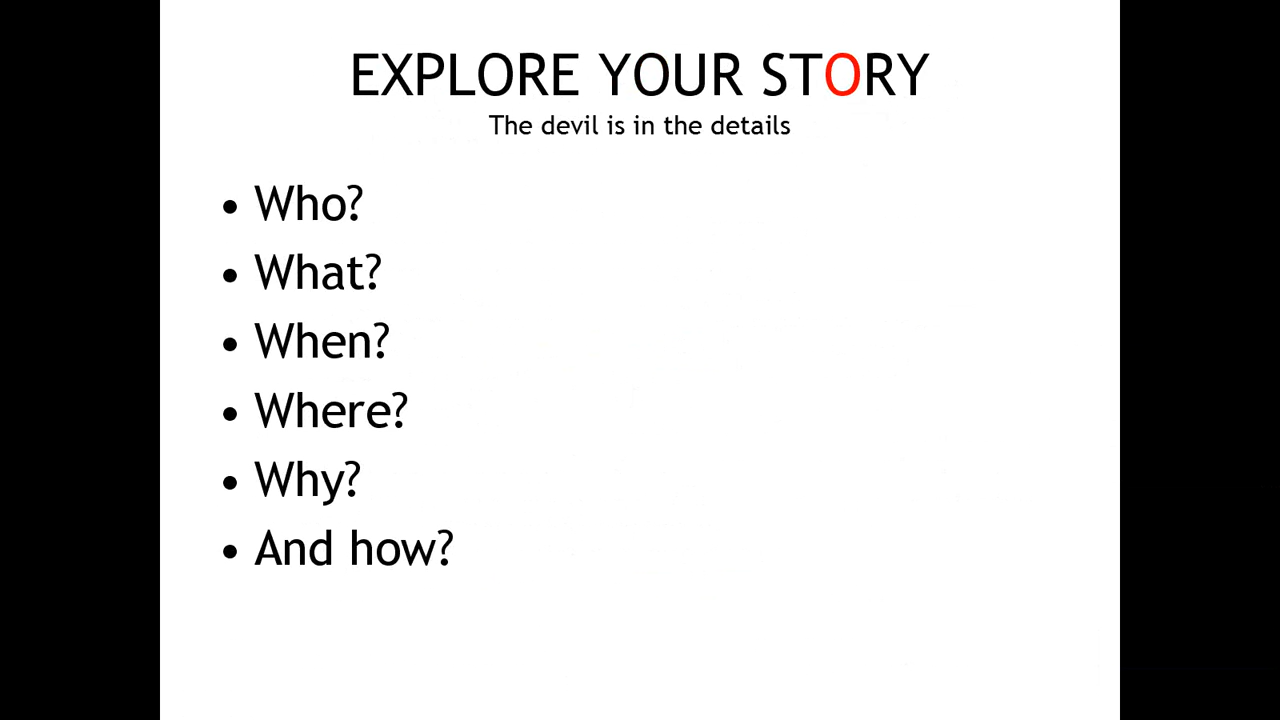 EXPLORE YOUR STORY
The devil is in the details
• Who?
• What?
• When?
• Where?
• Why?
• And how?